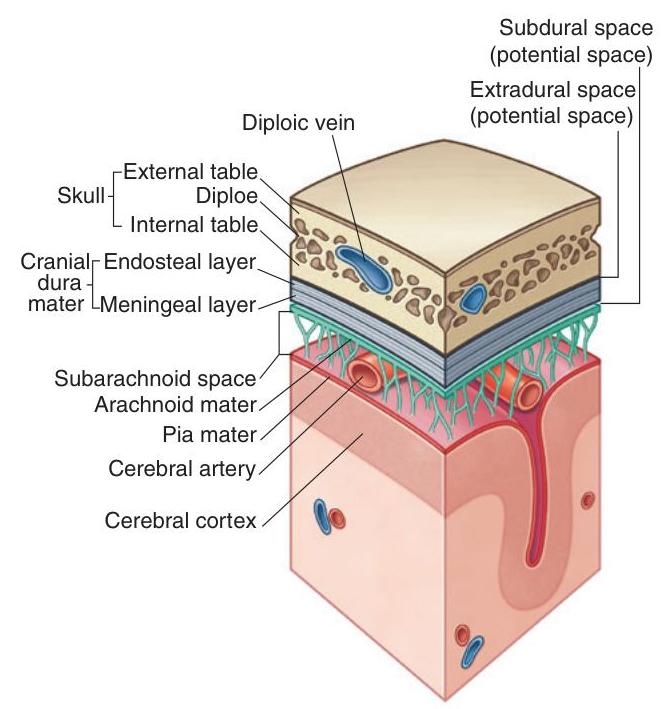 Subdural space
(potential space)
Extradural space
(potential space)
Diploic vein
External table
Skull
Diploe
Internal table
Cranial
dura
mater
Endosteal layer
Meningeal layer
Subarachnoid space
Arachnoid mater
Pia mater
Cerebral artery
Cerebral cortex